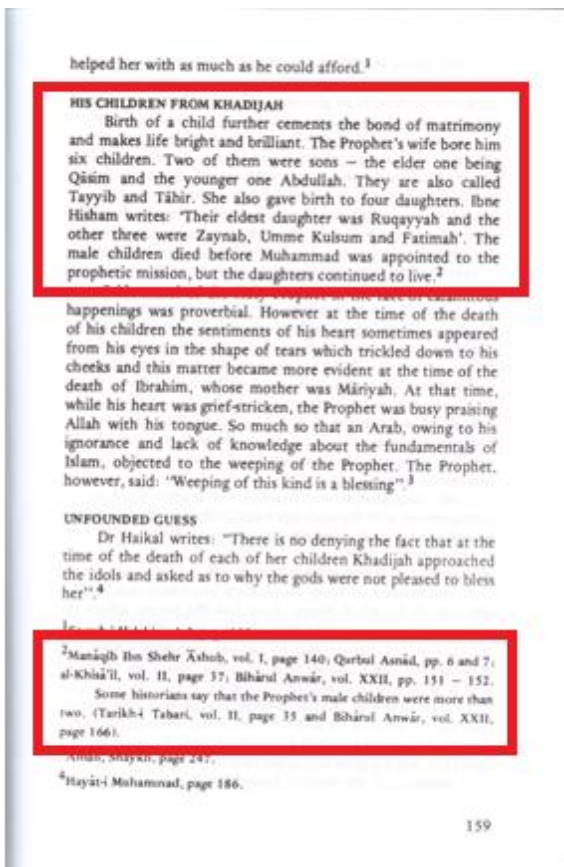 helped her with as much as he could afford.1
HIS CHILDREN FROM KHADIJAH
Birth of a child further cements the bond of matrimony
and makes life bright and brilliant. The Prophet's wife bore him
six children. Two of them were sons — the elder one being
Qāsim and the younger one Abdullah. They are also called
Tayyib and Tāhir. She also gave birth to four daughters. Ibne
Hisham writes: 'Their eldest daughter was Ruqayyah and the
other three were Zaynab, Umme Kulsum and Fatimah'. The
male children died before Muhammad was appointed to the
prophetic mission, but the daughters continued to live.2
happenings was proverbial. However at the time of the death
of his children the sentiments of his heart sometimes appeared
from his eyes in the shape of tears which trickled down to his
cheeks and this matter became more evident at the time of the
death of Ibrahim, whose mother was Māriyah. At that time,
while his heart was grief-stricken, the Prophet was busy praising
Allah with his tongue. So much so that an Arab, owing to his
ignorance and lack of knowledge about the fundamentals of
Islam, objected to the weeping of the Prophet. The Prophet,
however, said: "Weeping of this kind is a blessing".3
UNFOUNDED GUESS
Dr Haikal writes: "There is no denying the fact that at the
time of the death of each of her children Khadijah approached
the idols and asked as to why the gods were not pleased to bless
her".4
2Manāqib Ibn Shehr Āshob, vol. I, page 140; Qurbul Asnād, pp. 6 and 7;
al-Khisā'il, vol. II, page 37; Bihārul Anwār, vol. XXII, pp. 151 — 152.
Some historians say that the Prophet's male children were more than
two. (Tarikh-i Tabari, vol. II, page 35 and Bihārul Anwār, vol. XXII,
page 166).
Shaykh, page 247.
4Hayāt-i Muhammad, page 186.
159